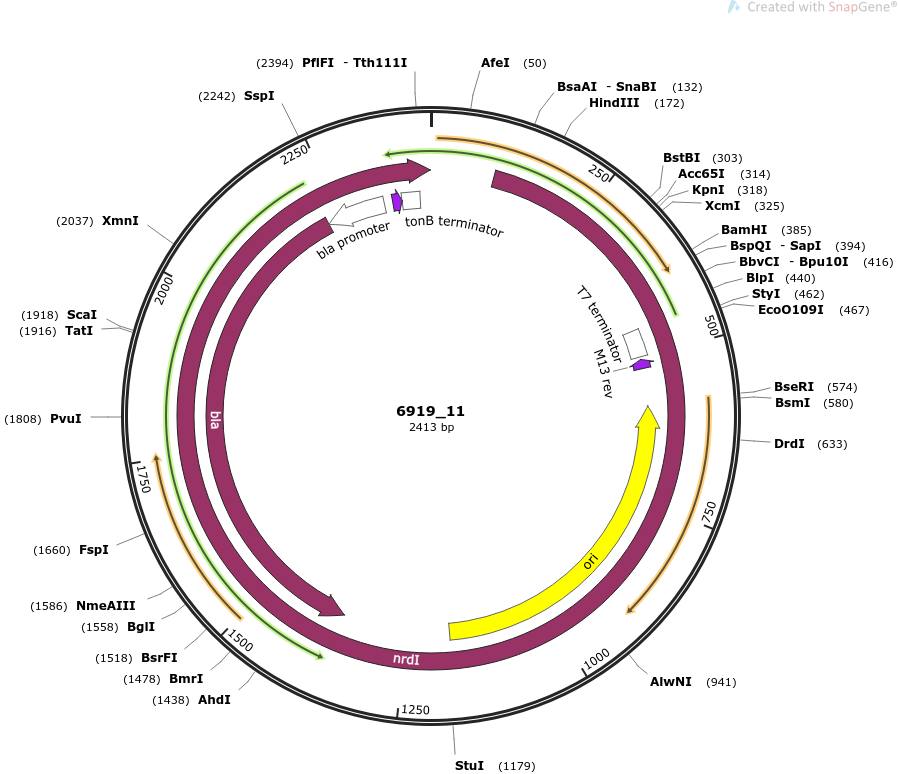 Created with SnapGene®
(2394) PflFI - Tth111I
AfeI (50)
BsaAI - SnaBI (132)
HindIII (172)
(2242) SspI
2250
250
BstBI (303)
Acc65I (314)
KpnI (318)
XcmI (325)
(2037) XmnI
bla promoter
tonB terminator
BamHI (385)
BspQI - SapI (394)
BbvCI - Bpu10I (416)
BlpI (440)
StyI (462)
EcoO109I (467)
2000
T7 terminator
500
(1918) ScaI
(1916) TatI
M13 rev
BseRI (574)
BsmI (580)
(1808) PvuI
bla
6919_11
2413 bp
DrdI (633)
1750
750
(1660) FspI
ori
(1586) NmeAIII
(1558) BglI
1500
(1518) BsrFI
nrdI
1000
(1478) BmrI
AlwNI (941)
(1438) AhdI
1250
StuI (1179)